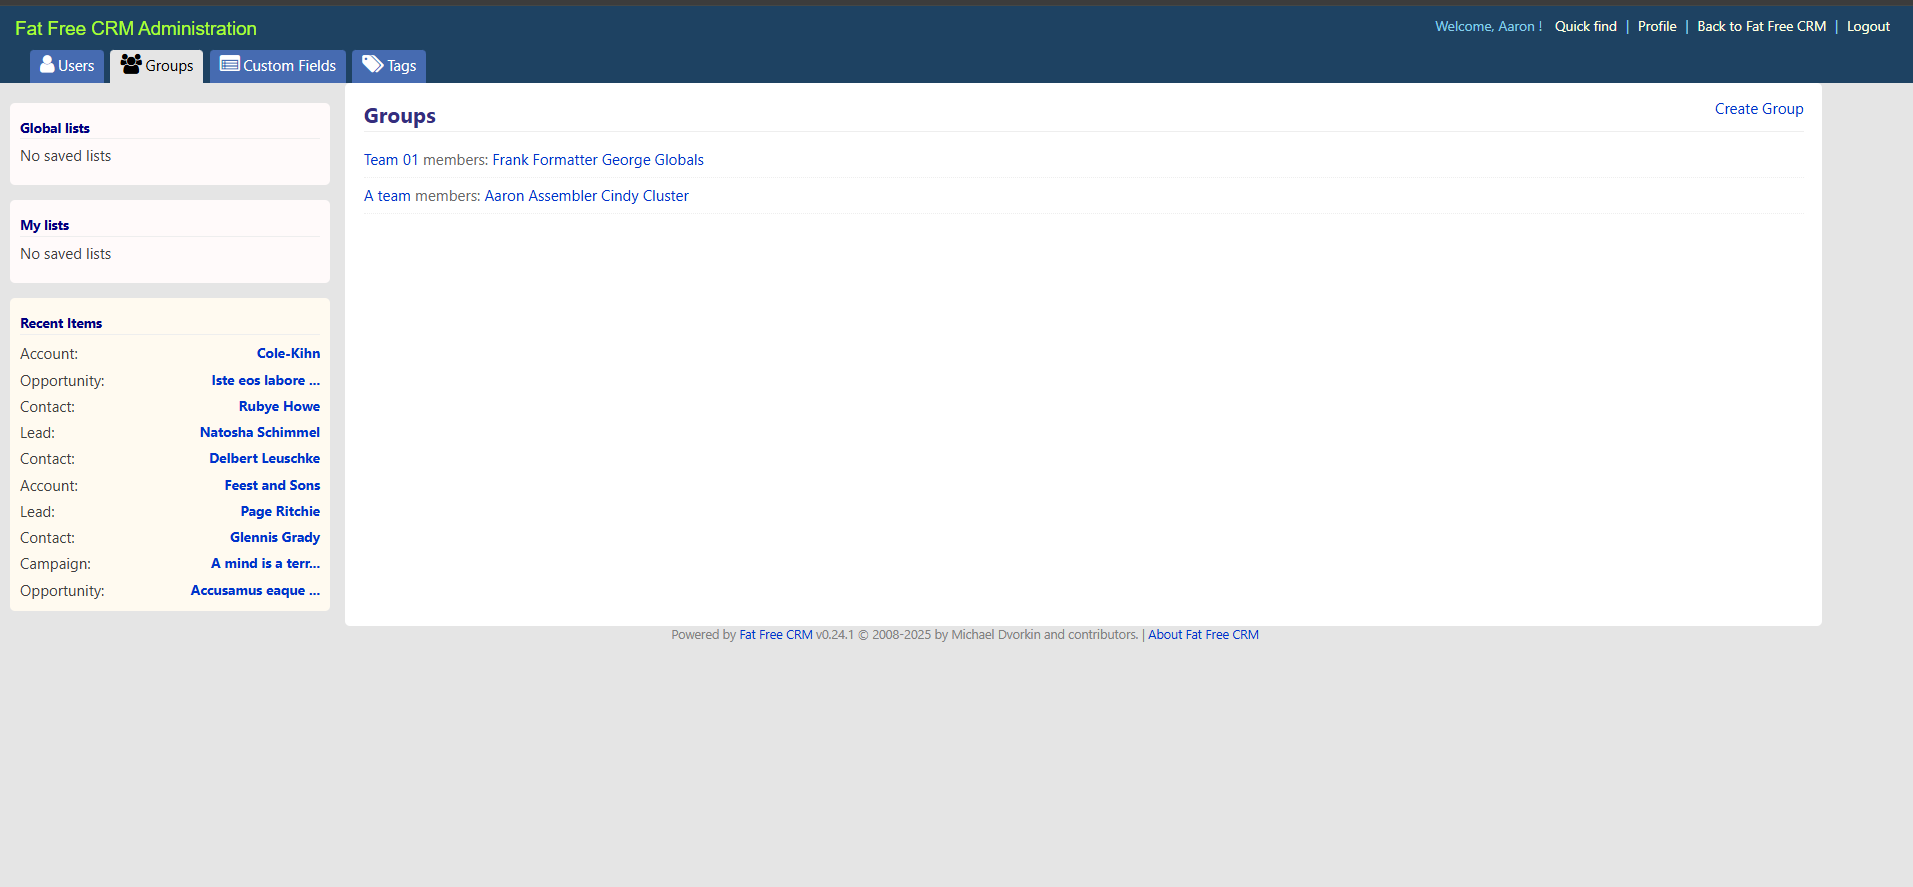 Fat Free CRM Administration
Welcome, Aaron ! Quick find | Profile | Back to Fat Free CRM | Logout
Users Groups Custom Fields Tags
Global lists
No saved lists
My lists
No saved lists
Recent Items
Account: Cole-Kihn
Opportunity: Iste eos labore ...
Contact: Rubye Howe
Lead: Natosha Schimmel
Contact: Delbert Leuschke
Account: Feest and Sons
Lead: Page Ritchie
Contact: Glennis Grady
Campaign: A mind is a terr...
Opportunity: Accusamus eaque ...
Groups
Create Group
Team 01 members: Frank Formatter George Globals
A team members: Aaron Assembler Cindy Cluster
Powered by Fat Free CRM v0.24.1 © 2008-2025 by Michael Dvorkin and contributors. | About Fat Free CRM